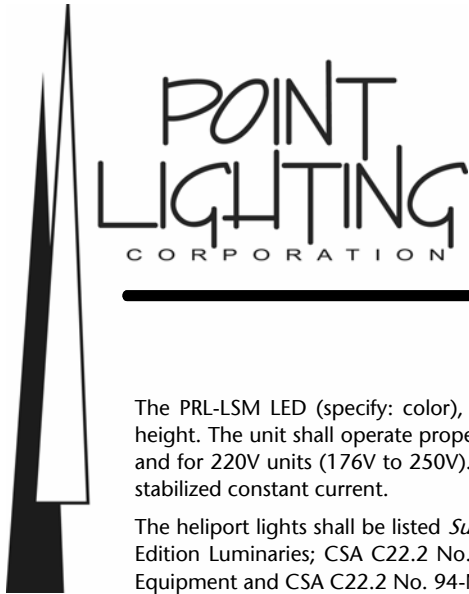 POINT
LIGHTING
CORPORATION
The PRL-LSM LED (specify: color),
height. The unit shall operate prope
and for 220V units (176V to 250V).
stabilized constant current.
The heliport lights shall be listed Su
Edition Luminaries; CSA C22.2 No.
Equipment and CSA C22.2 No. 94-